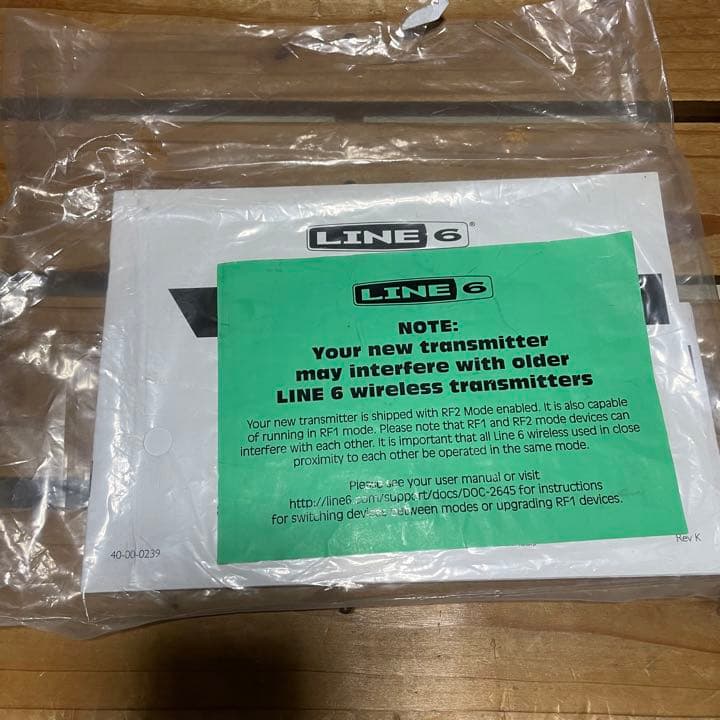 LINE 6®
LINE 6
NOTE:
Your new transmitter
may interfere with older
LINE 6 wireless transmitters
Your new transmitter is shipped with RF2 Mode enabled. It is also capable
of running in RF1 mode. Please note that RF1 and RF2 mode devices can
interfere with each other. It is important that all Line 6 wireless used in close
proximity to each other be operated in the same mode.
Please see your user manual or visit
http://line6.com/support/docs/DOC-2645 for instructions
for switching devices between modes or upgrading RF1 devices.
40-00-0239
Rev K